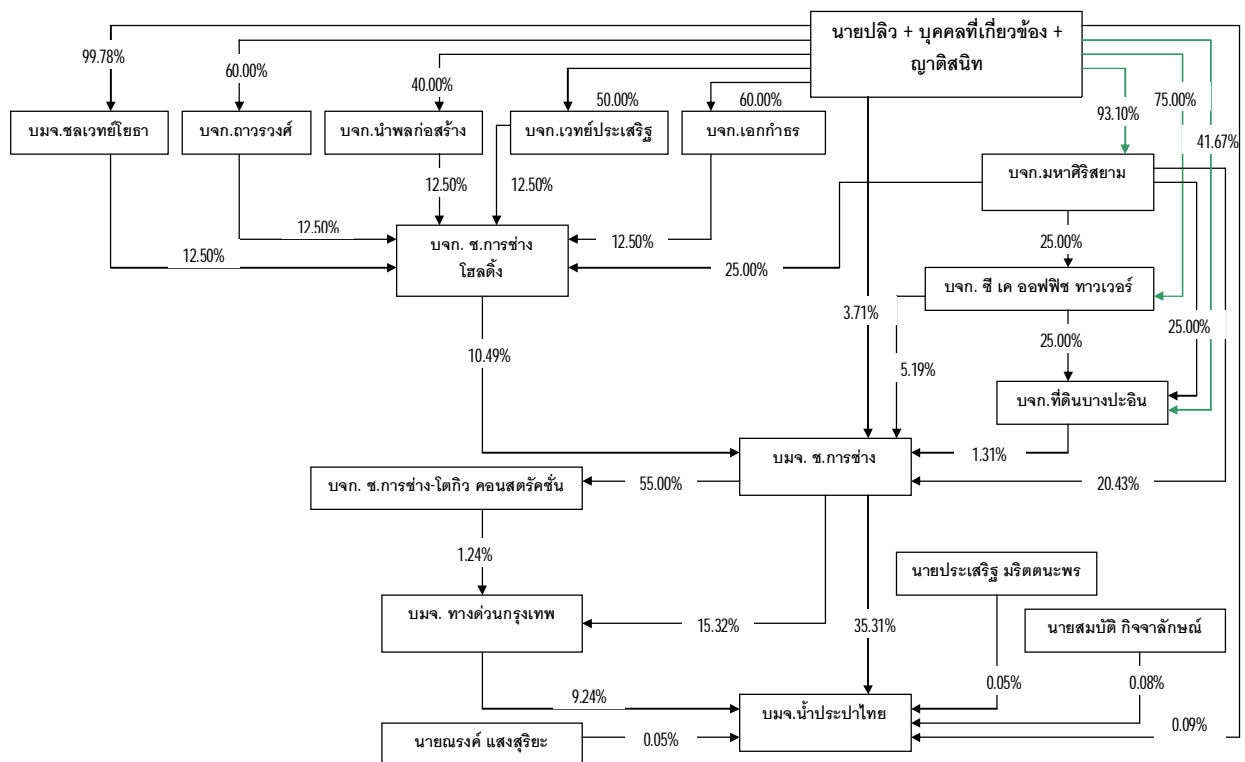 นายปลิว + บุคคลที่เกี่ยวข้อง +
ญาติสนิท
99.78%
60.00%
40.00%
50.00%
60.00%
93.10%
75.00%
41.67%
บมจ.ชลเวทย์โยธา
บจก.ถาวรวงศ์
บจก.นำพลก่อสร้าง
บจก.เวทย์ประเสริฐ
บจก.เอกกำธร
บจก.มหาศิริสยาม
12.50%
12.50%
12.50%
12.50%
12.50%
25.00%
บจก. ช.การช่าง
โฮลดิ้ง
25.00%
บจก. ซี เค ออฟฟิช ทาวเวอร์
3.71%
25.00%
25.00%
10.49%
5.19%
บจก.ที่ดินบางปะอิน
บมจ. ช.การช่าง
1.31%
บจก. ช.การช่าง-โตกิว คอนสตรัคชั่น
55.00%
20.43%
1.24%
นายประเสริฐ มริตตนะพร
บมจ. ทางด่วนกรุงเทพ
15.32%
35.31%
นายสมบัติ กิจจาลักษณ์
0.05%
0.08%
9.24%
บมจ.น้ำประปาไทย
0.09%
นายณรงค์ แสงสุริยะ
0.05%